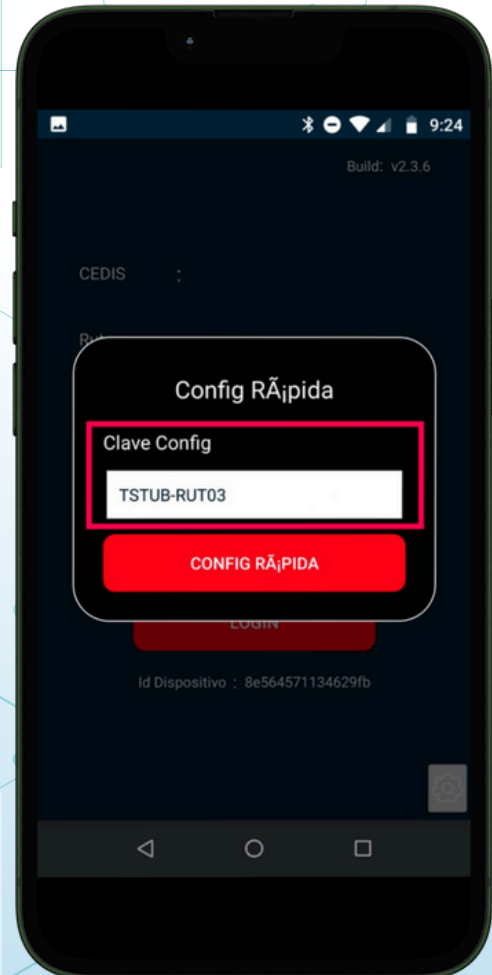 9:24
Build: v2.3.6
CEDIS :
Config RÃ¡pida
Clave Config
TSTUB-RUT03
CONFIG RÃ¡PIDA
LOGIN
Id Dispositivo : 8e564571134629fb